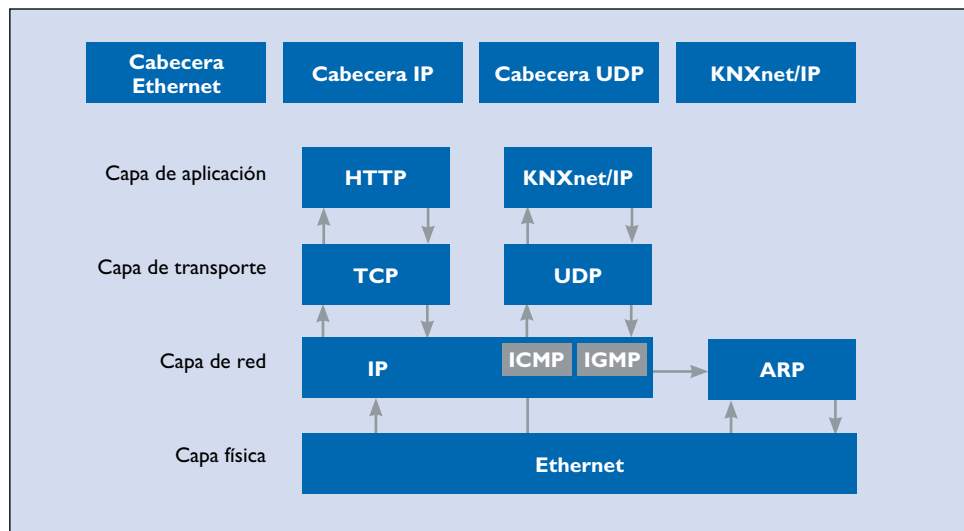 Cabecera
Ethernet
Cabecera IP
Cabecera UDP
KNXnet/IP
Capa de aplicación
HTTP
KNXnet/IP
Capa de transporte
TCP
UDP
Capa de red
IP
ICMP
IGMP
ARP
Capa física
Ethernet